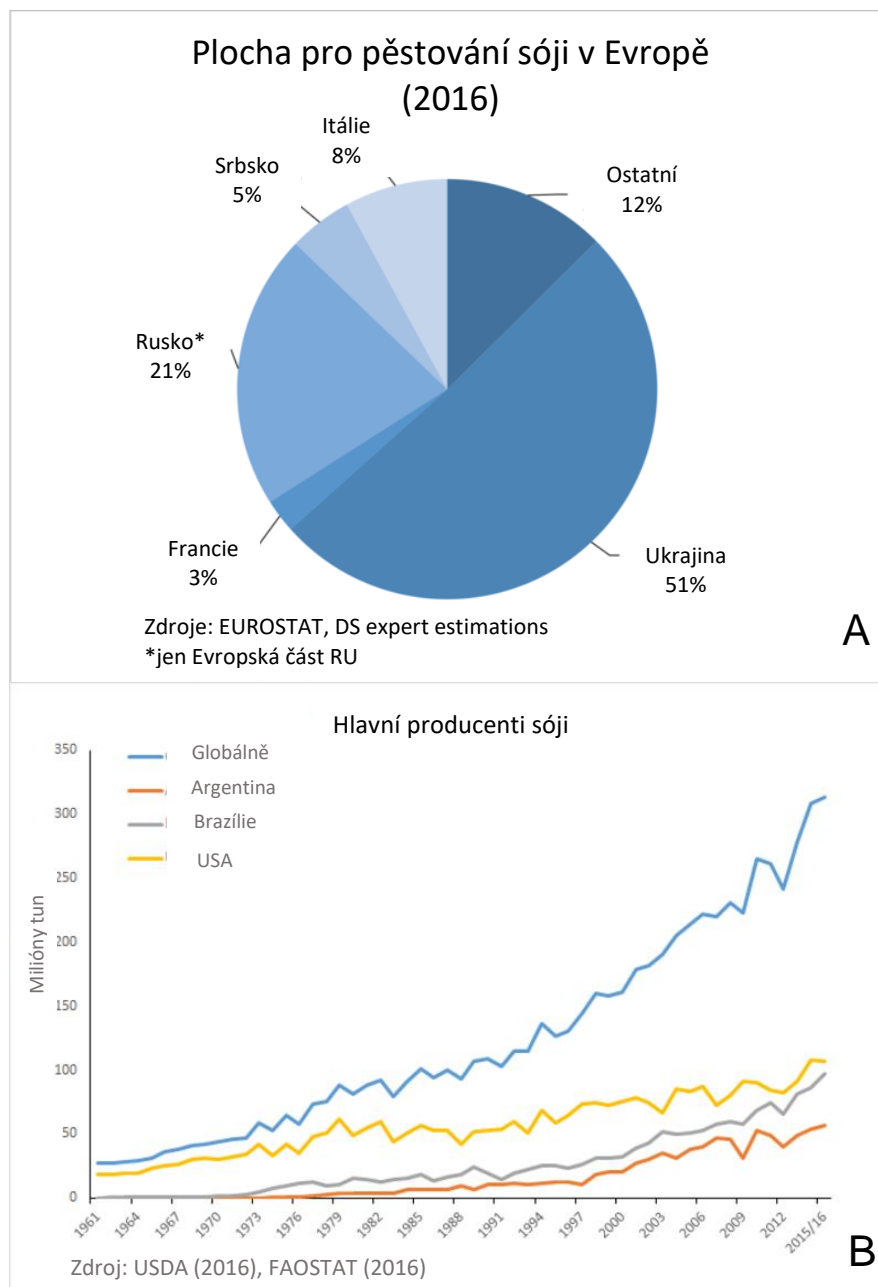 Plocha pro pěstování sóji v Evropě
(2016)
Itálie
8%
Srbsko
5%
Ostatní
12%
Rusko*
21%
Francie
3%
Ukrajina
51%
Zdroje: EUROSTAT, DS expert estimations
*jen Evropská část RU
A
Hlavní producenti sóji
350
300
250
200
150
100
50
0
Milióny tun
Globálně
Argentina
Brazílie
USA
1961
1964
1967
1970
1973
1976
1979
1982
1985
1988
1991
1994
1997
2000
2003
2006
2009
2012
2015/16
Zdroj: USDA (2016), FAOSTAT (2016)
B